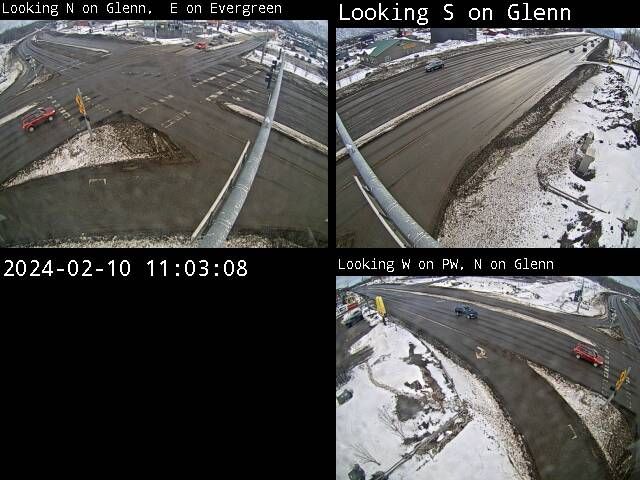 Looking N on Glenn,  E on Evergreen
Looking S on Glenn
2024-02-10 11:03:08
Looking W on PW, N on Glenn